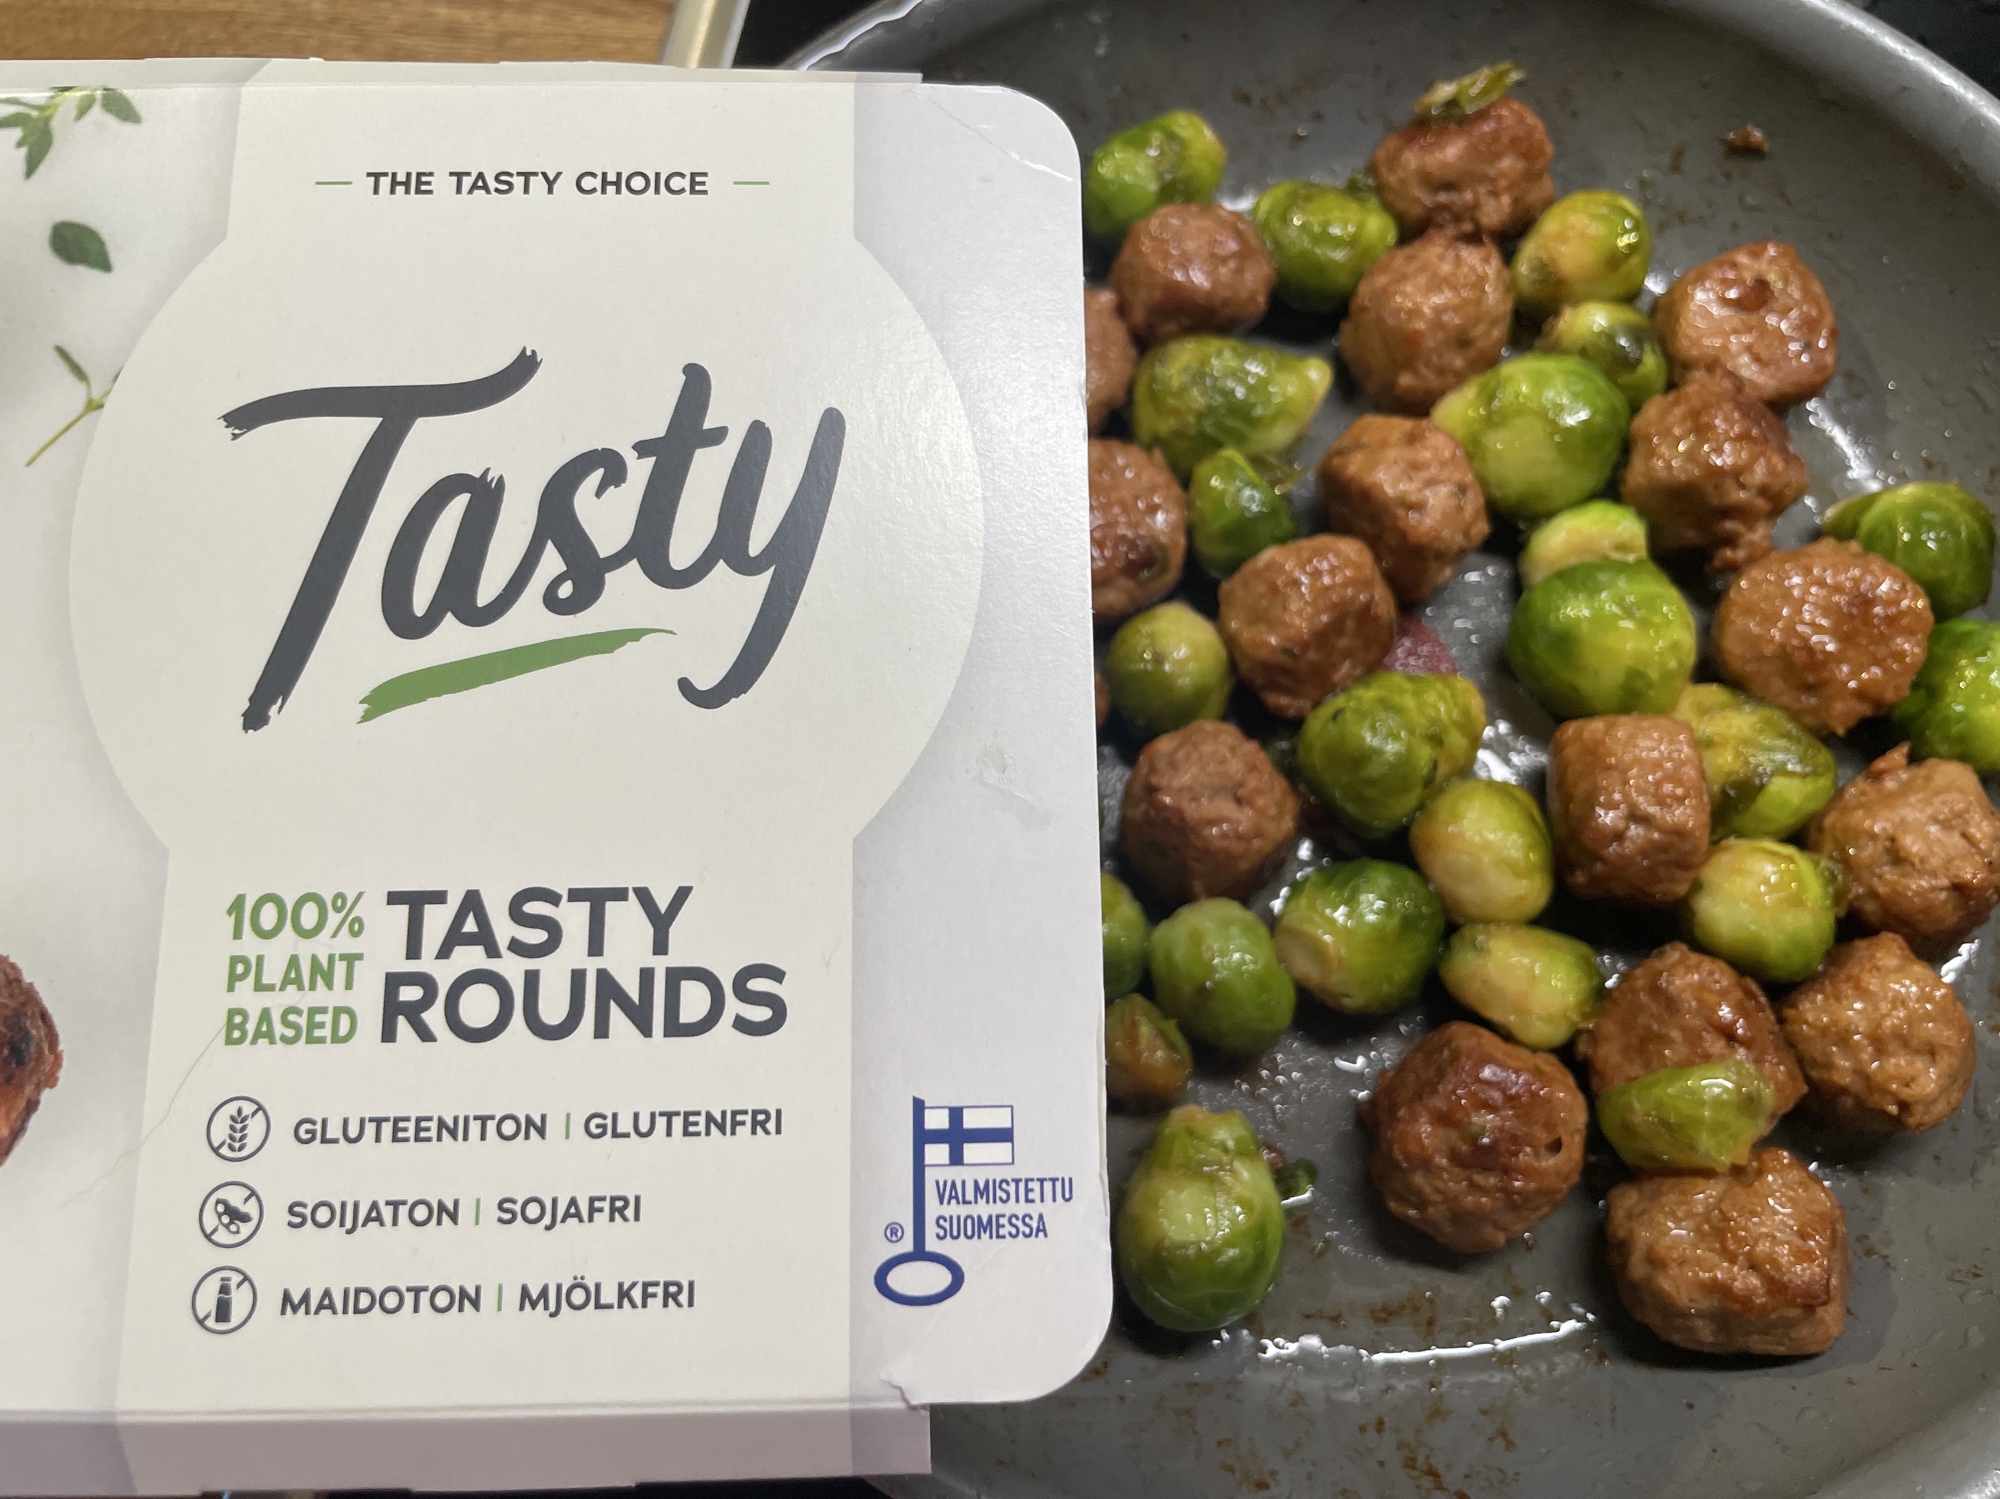 THE TASTY CHOICE
Tasty
100%
PLANT
BASED
TASTY
ROUNDS
GLUTEENITON | GLUTENFRI
SOIJATON | SOJAFRI
MAIDOTON | MJÖLKFRI
VALMISTETTU
® SUOMESSA